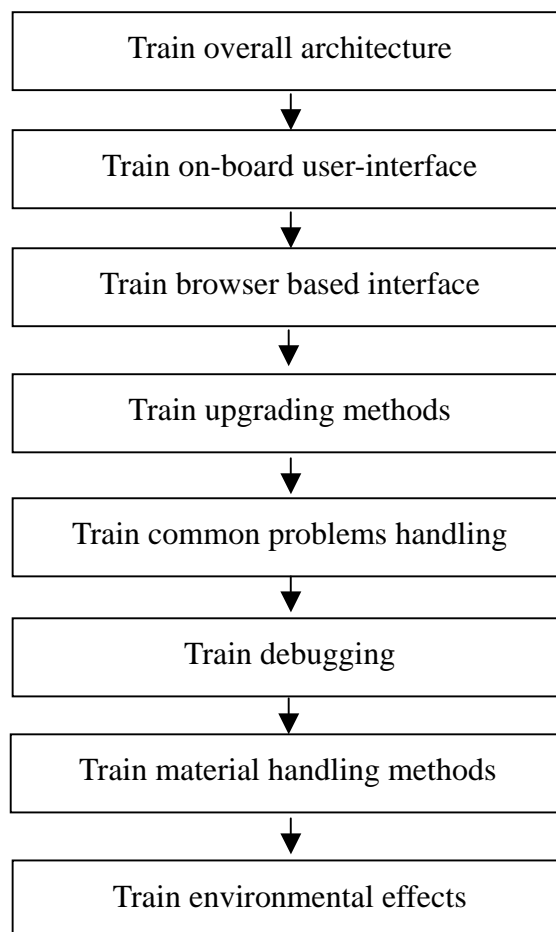 Train overall architecture
Train on-board user-interface
Train browser based interface
Train upgrading methods
Train common problems handling
Train debugging
Train material handling methods
Train environmental effects